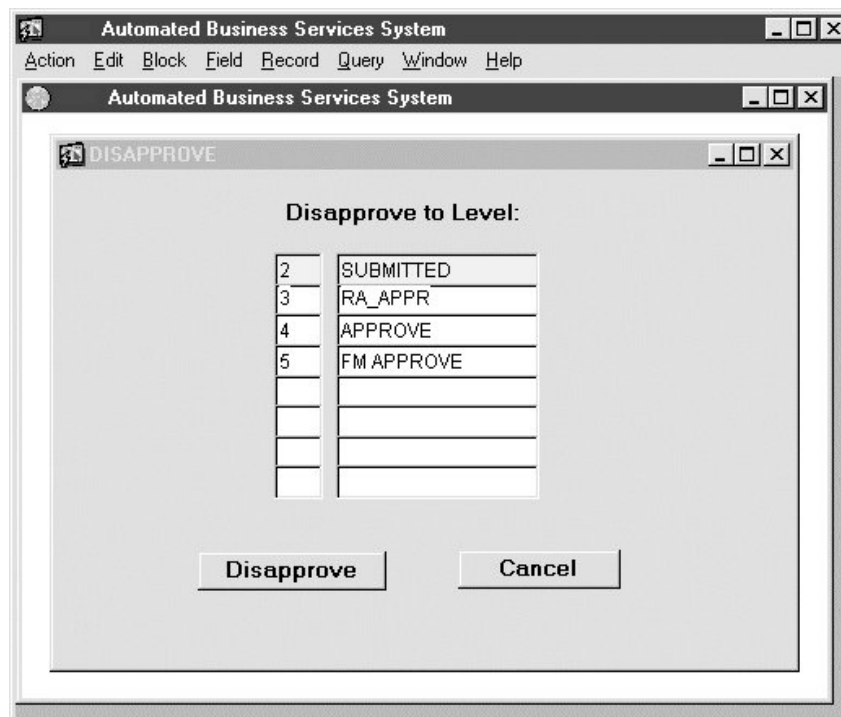 Automated Business Services System
Action Edit Block Field Record Query Window Help
Automated Business Services System
DISAPPROVE
Disapprove to Level:
2 SUBMITTED
3 RA_APPR
4 APPROVE
5 FM APPROVE
Disapprove Cancel